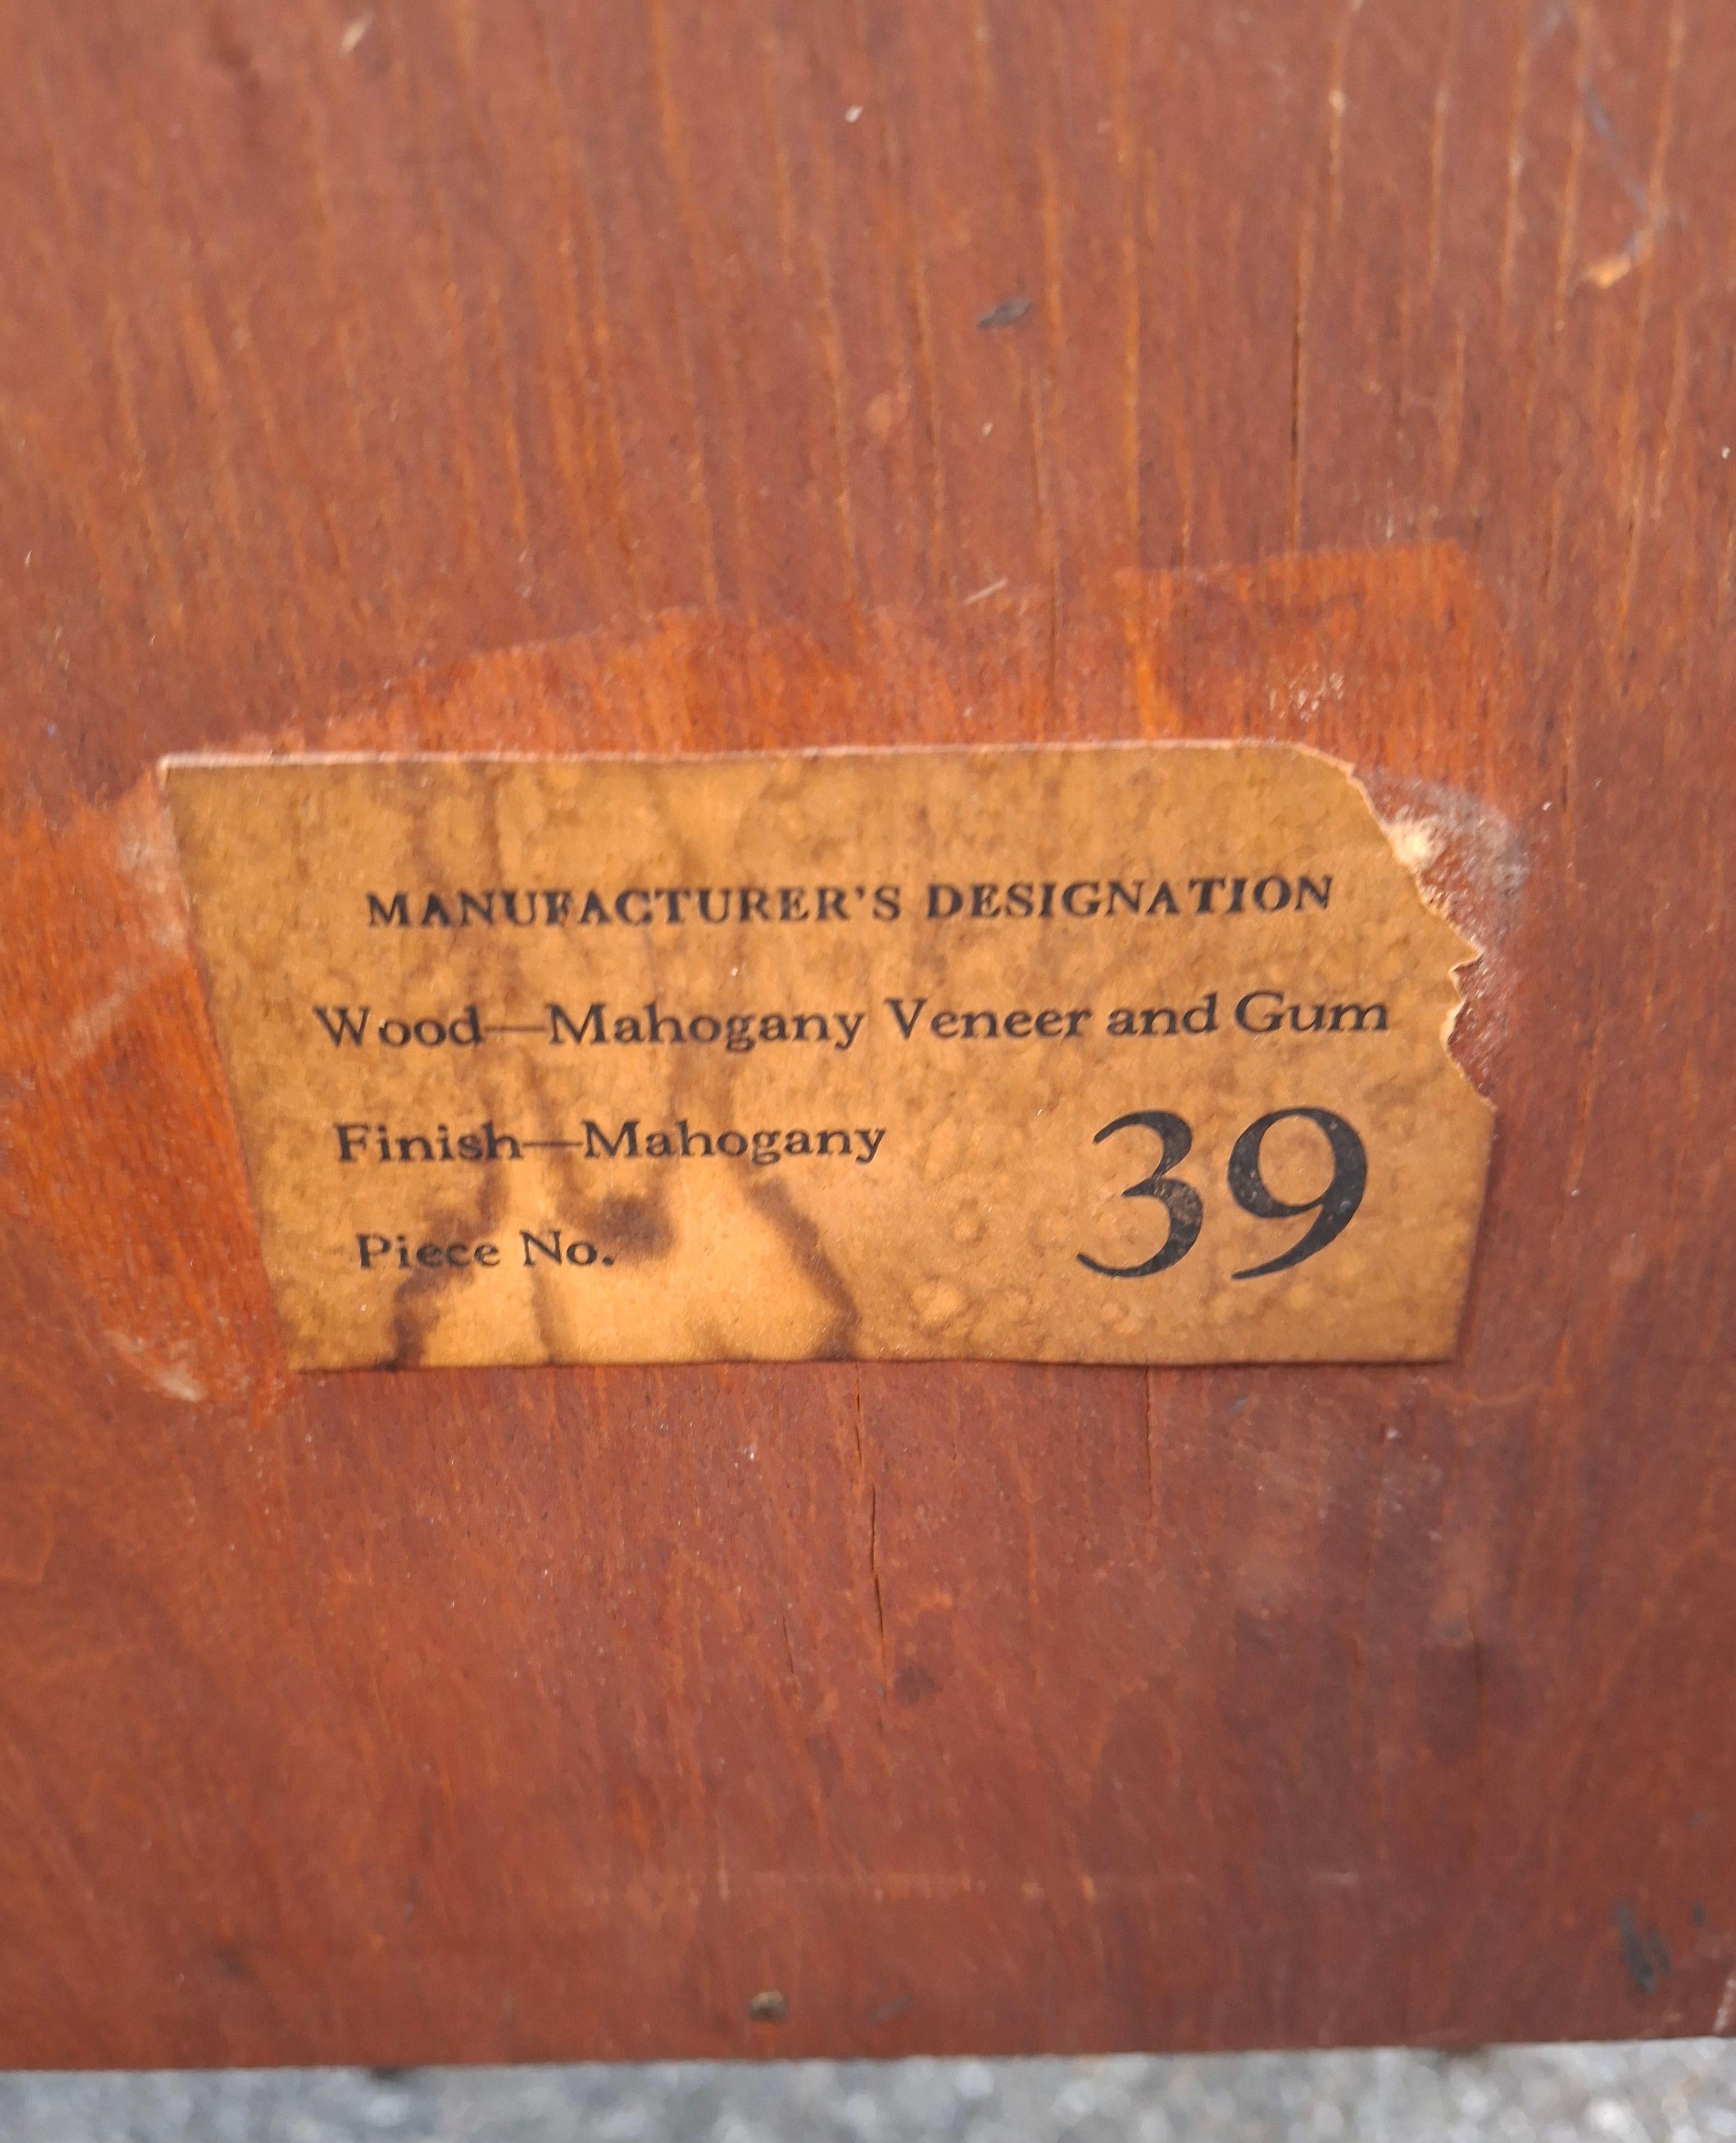 MANUFACTURER'S DESIGNATION
Wood—Mahogany Veneer and Gum
Finish—Mahogany
Piece No. 39